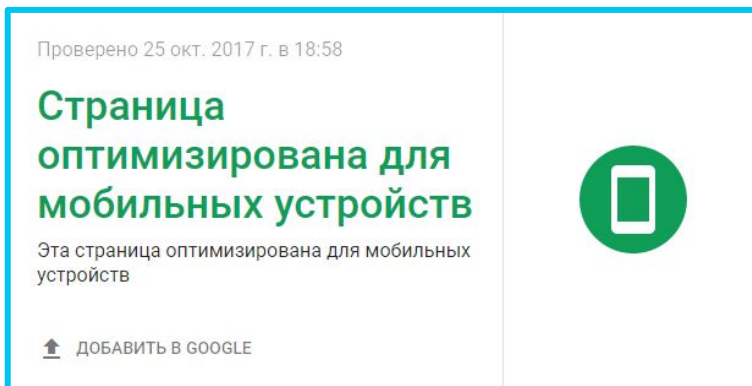 Проверено 25 окт. 2017 г. в 18:58
Страница
оптимизирована для
мобильных устройств
Эта страница оптимизирована для мобильных
устройств
ДОБАВИТЬ В GOOGLE